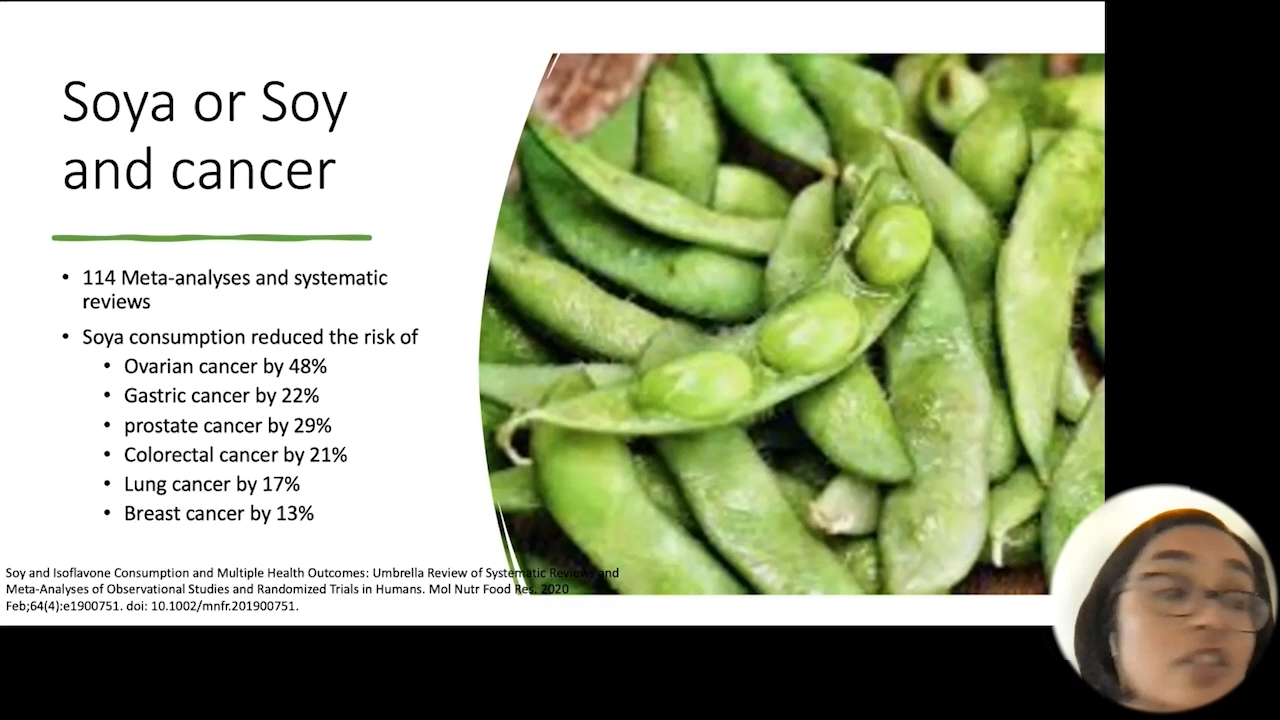 Soya or Soy
and cancer
• 114 Meta-analyses and systematic
reviews
• Soya consumption reduced the risk of
• Ovarian cancer by 48%
• Gastric cancer by 22%
• prostate cancer by 29%
• Colorectal cancer by 21%
• Lung cancer by 17%
• Breast cancer by 13%
Soy and Isoflavone Consumption and Multiple Health Outcomes: Umbrella Review of Systematic Reviews and
Meta-Analyses of Observational Studies and Randomized Trials in Humans. Mol Nutr Food Res. 2020
Feb;64(4):e1900751. doi: 10.1002/mnfr.201900751.